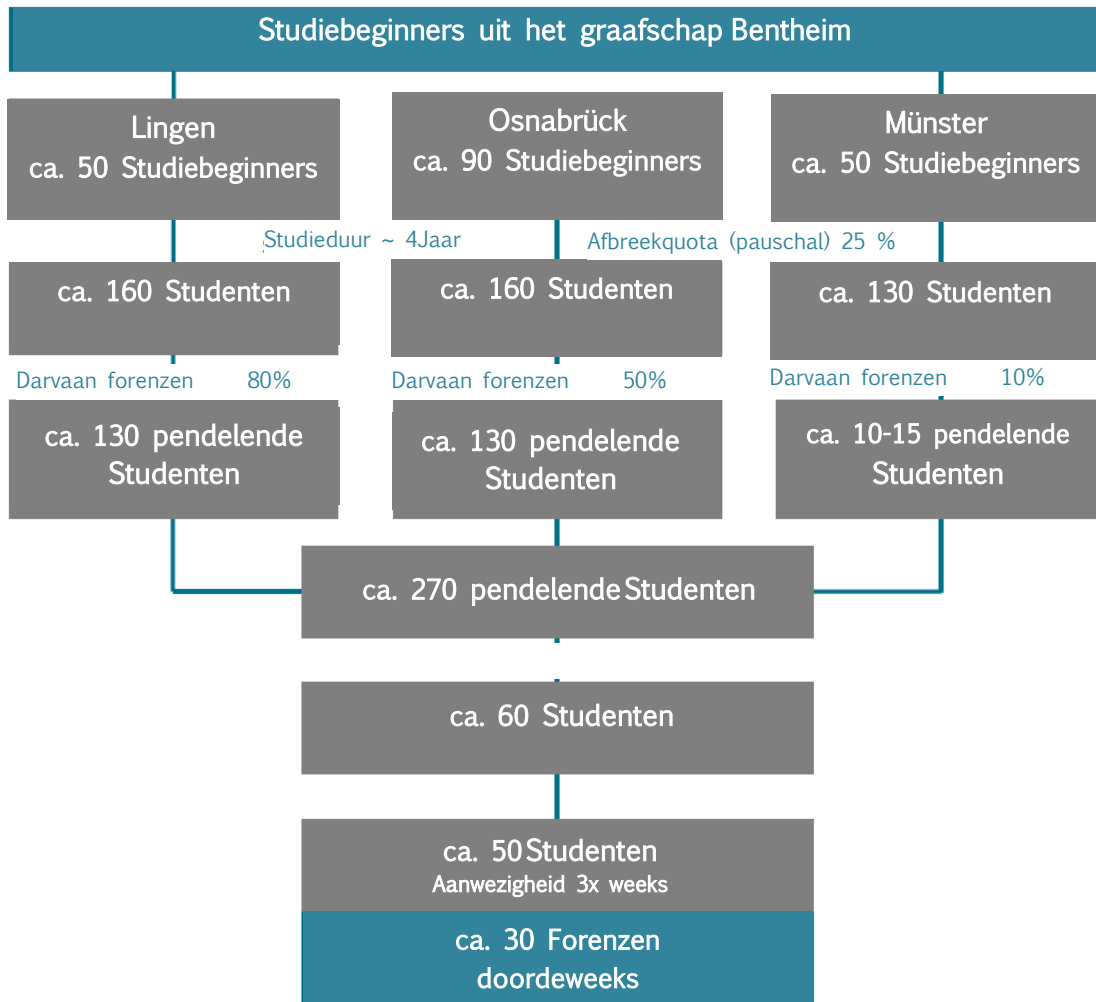 Studiebeginners uit het graafschap Bentheim
Lingen
ca. 50 Studiebeginners
Osnabrück
ca. 90 Studiebeginners
Münster
ca. 50 Studiebeginners
Studieduur ~ 4Jaar
Afbreekquota (pauschal) 25 %
ca. 160 Studenten
ca. 160 Studenten
ca. 130 Studenten
Darvaan forenzen 80%
Darvaan forenzen 50%
Darvaan forenzen 10%
ca. 130 pendelende
Studenten
ca. 130 pendelende
Studenten
ca. 10-15 pendelende
Studenten
ca. 270 pendelende Studenten
ca. 60 Studenten
ca. 50 Studenten
Aanwezigheid 3x weeks
ca. 30 Forenzen
doordeweeks